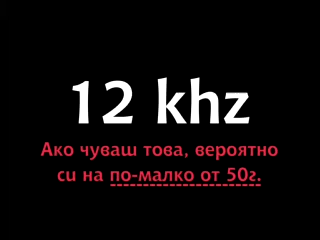 12 khz
Ако чуваш това, вероятно
си на по-малко от 50г.